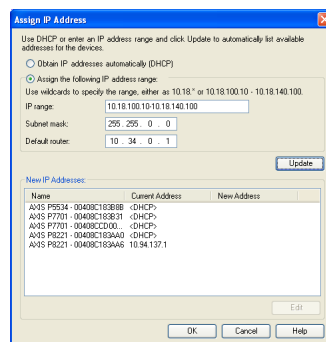 Assign IP Address
Use DHCP or enter an IP address range and click Update to automatically list available
addresses for the devices.
Obtain IP addresses automatically (DHCP)
Assign the following IP address range:
Use wildcards to specify the range, either as 10.18.* or 10.18.100.10 - 10.18.140.100.
IP range: 10.18.100.10-10.18.140.100
Subnet mask: 255 . 255 . 0 . 0
Default router: 10 . 34 . 0 . 1
Update
New IP Addresses:
Name Current Address New Address
AXIS P5534 - 00408C183B8B <DHCP>
AXIS P7701 - 00408C183B31 <DHCP>
AXIS P7701 - 00408CCD00... <DHCP>
AXIS P8221 - 00408C183AA0 <DHCP>
AXIS P8221 - 00408C183AA6 10.94.137.1
Edit
OK Cancel Help